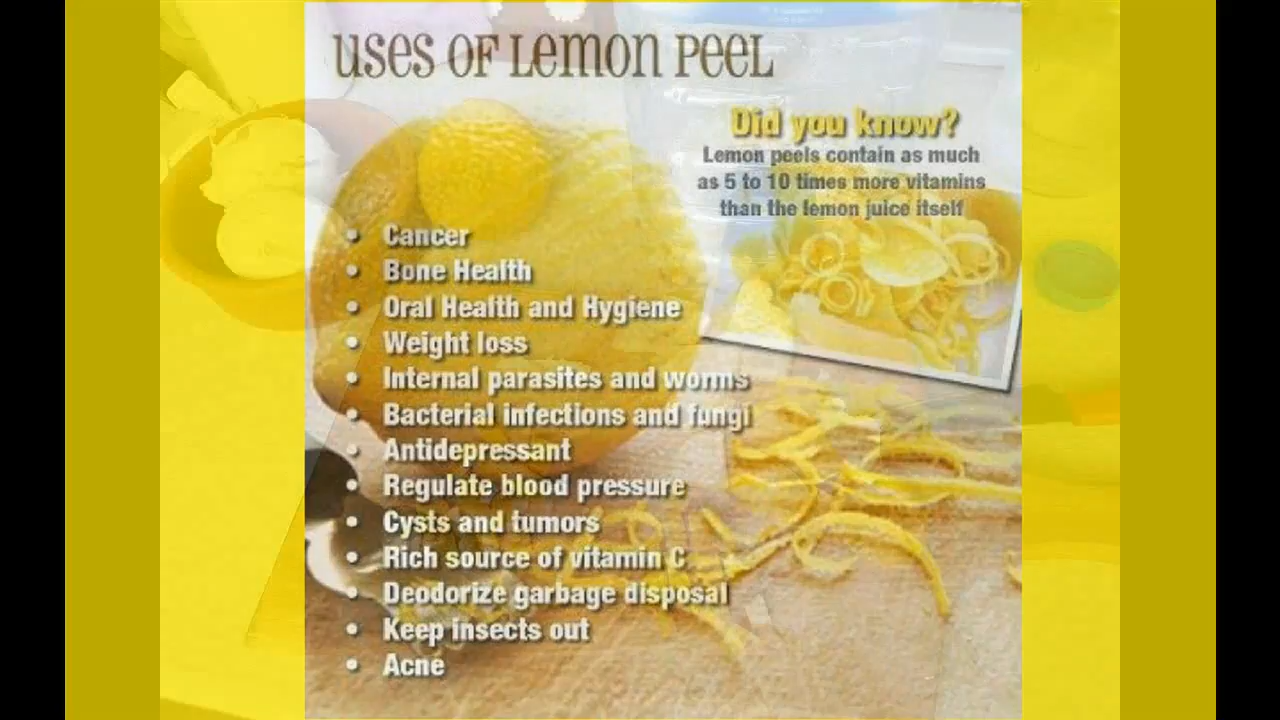 uses of Lemon Peel
Did you know?
Lemon peels contain as much
as 5 to 10 times more vitamins
than the lemon juice itself
• Cancer
• Bone Health
• Oral Health and Hygiene
• Weight loss
• Internal parasites and worms
• Bacterial infections and fungi
• Antidepressant
• Regulate blood pressure
• Cysts and tumors
• Rich source of vitamin C
• Deodorize garbage disposal
• Keep insects out
• Acne